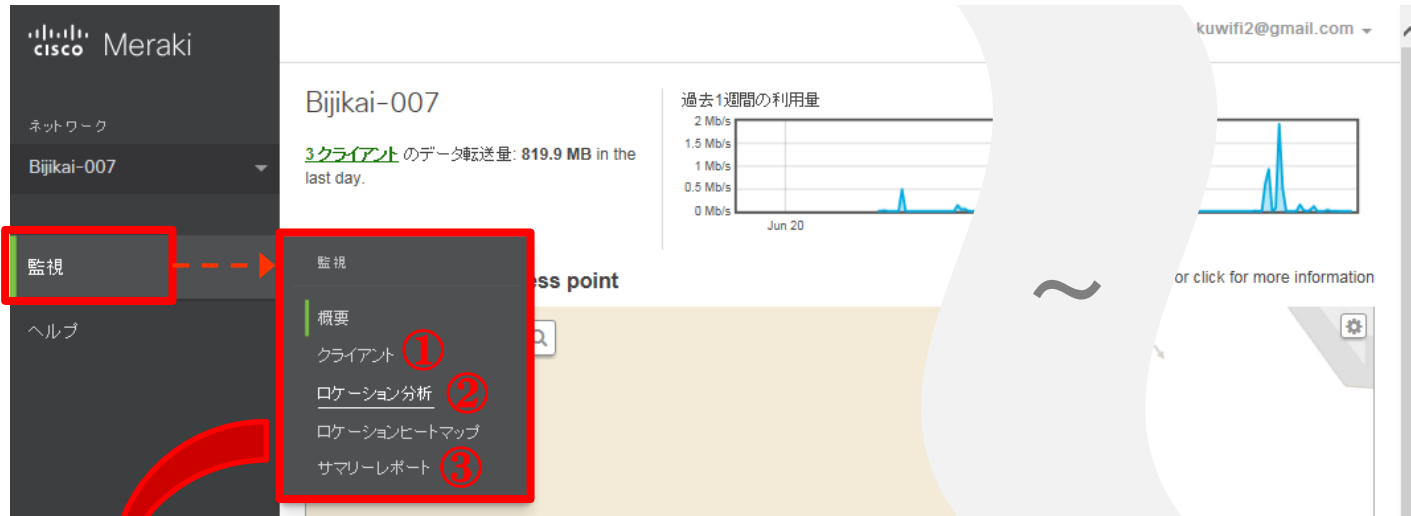 cisco Meraki
kuwifi2@gmail.com
ネットワーク
Bijikai-007
Bijikai-007
3クライアント のデータ転送量: 819.9 MB in the
last day.
過去1週間の利用量
2 Mb/s
1.5 Mb/s
1 Mb/s
0.5 Mb/s
0 Mb/s
Jun 20
監視
ヘルプ
監視
概要
クライアント ①
ロケーション分析 ②
ロケーションヒートマップ
サマリーレポート ③
ess point
～
or click for more information